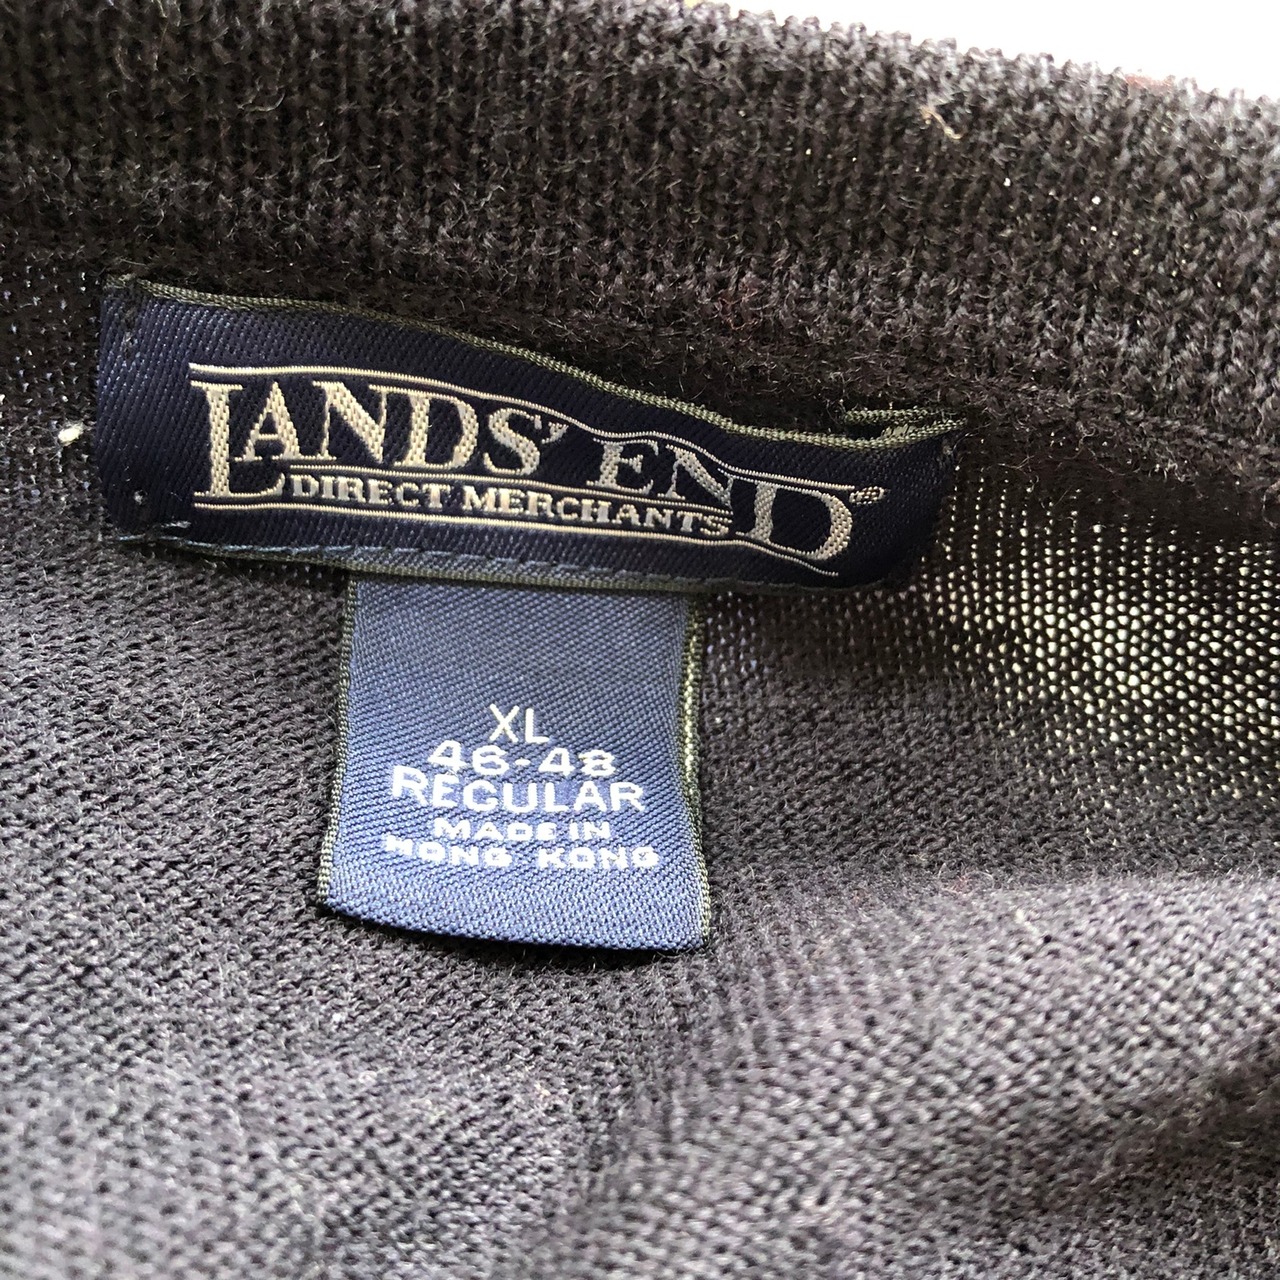 LANDS' END®
DIRECT MERCHANTS
XL
46-48
REGULAR
MADE IN
HONG KONG